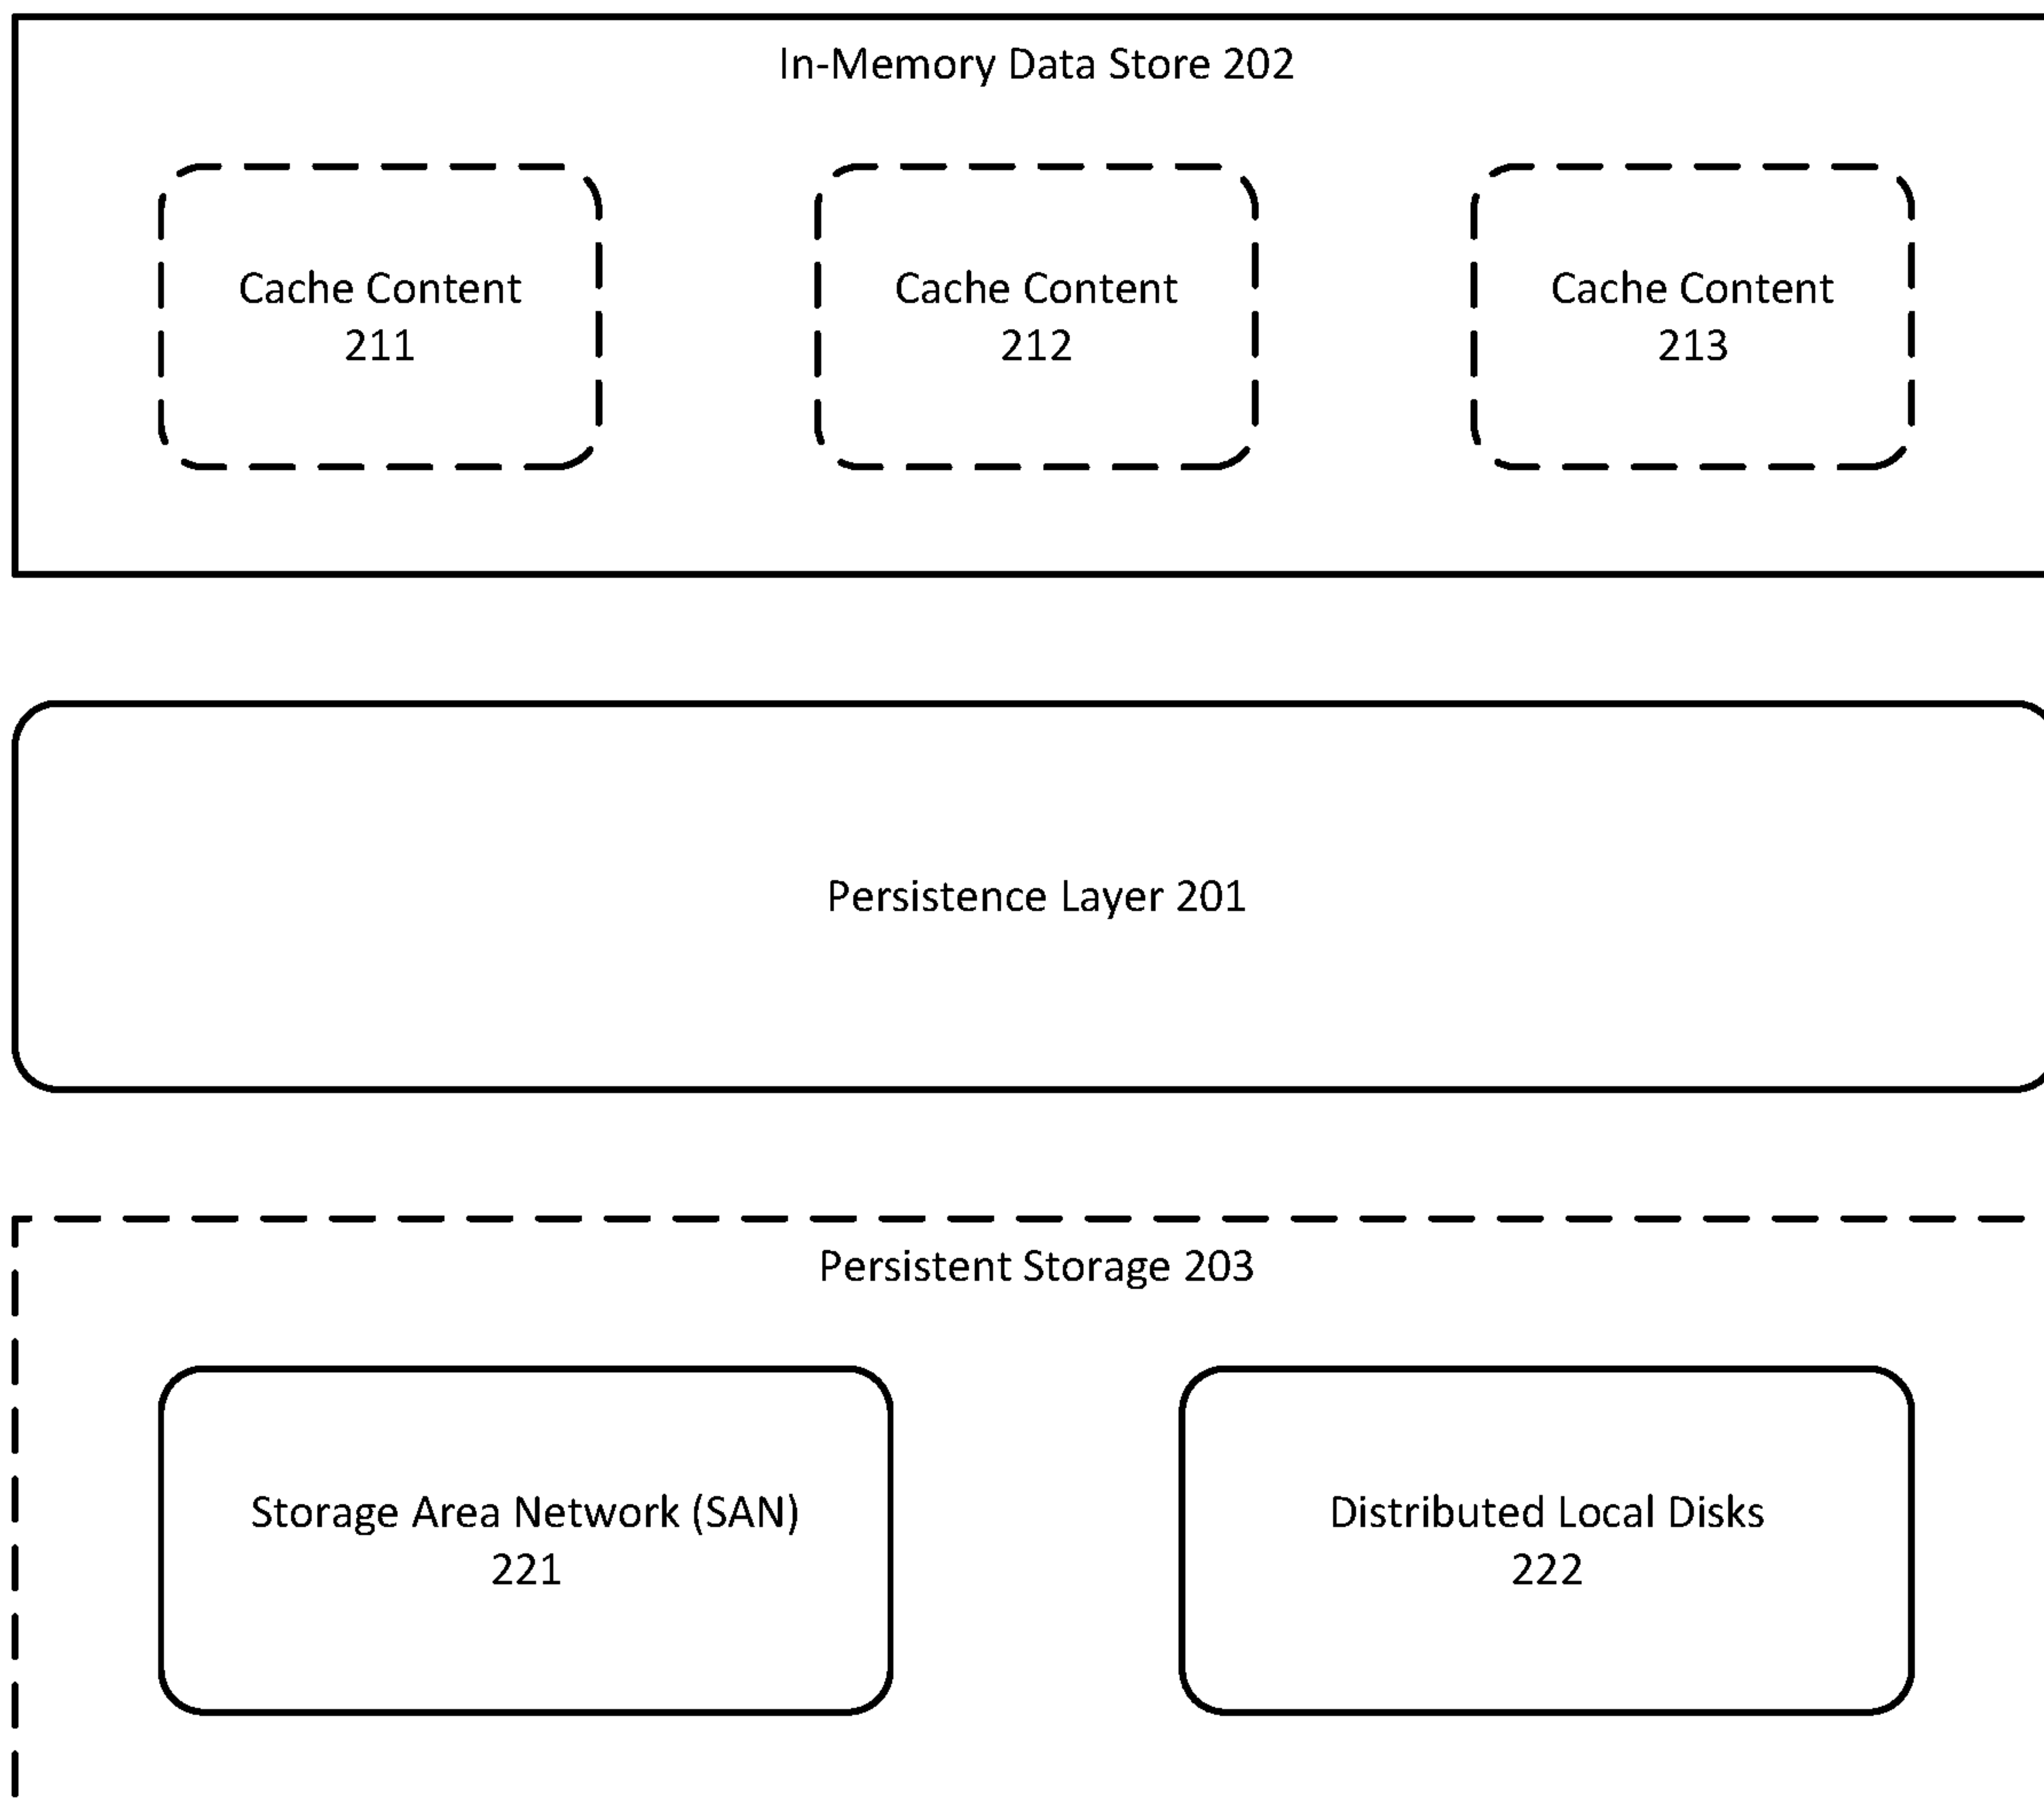 In-Memory Data Store 202
Cache Content
211
Cache Content
212
Cache Content
213
Persistence Layer 201
Persistent Storage 203
Storage Area Network (SAN)
221
Distributed Local Disks
222